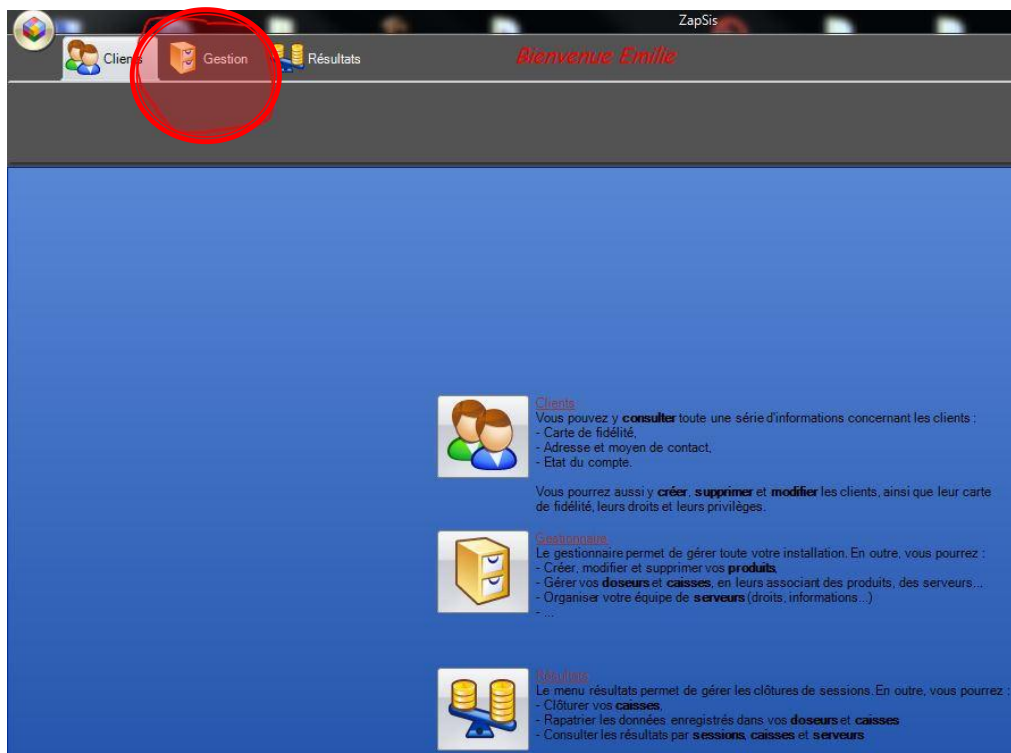 ZapSis
Clients Gestion Résultats Bienvenue Emilie
Clients
Vous pouvez y consulter toute une série d'informations concernant les clients :
- Carte de fidélité,
- Adresse et moyen de contact,
- Etat du compte.
Vous pourrez aussi y créer, supprimer et modifier les clients, ainsi que leur carte
de fidélité, leurs droits et leurs privilèges.
Gestionnaire
Le gestionnaire permet de gérer toute votre installation. En outre, vous pourrez :
- Créer, modifier et supprimer vos produits,
- Gérer vos doseurs et caisses, en leurs associant des produits, des serveurs...
- Organiser votre équipe de serveurs (droits, informations...)
- ...
Résultats
Le menu résultats permet de gérer les clôtures de sessions. En outre, vous pourrez :
- Clôturer vos caisses,
- Rapatrier les données enregistrés dans vos doseurs et caisses
- Consulter les résultats par sessions, caisses et serveurs